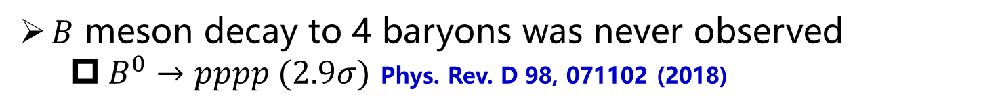 ➢ B meson decay to 4 baryons was never observed
❑ B⁰ → pppp (2.9σ) Phys. Rev. D 98, 071102 (2018)